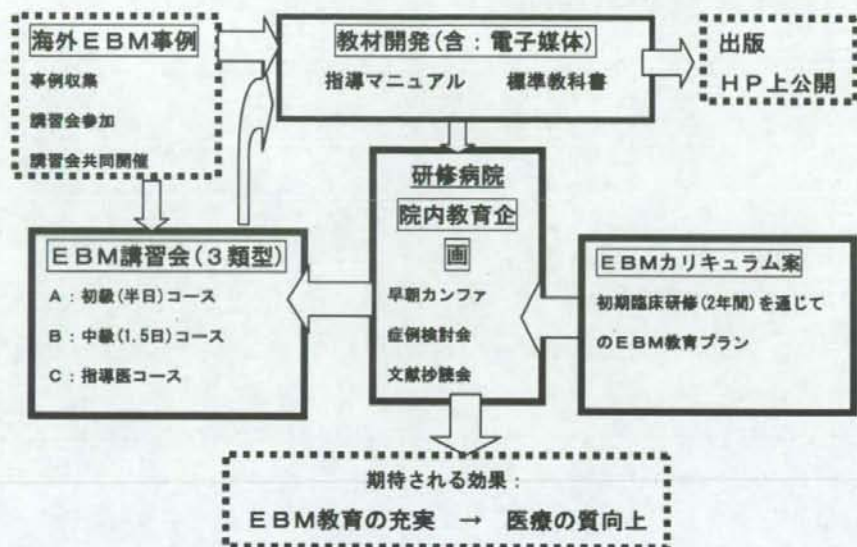 海外EBM事例
事例収集
講習会参加
講習会共同開催
教材開発(含:電子媒体)
指導マニュアル 標準教科書
出版
HP上公開
研修病院
院内教育企
画
早朝カンファ
症例検討会
文献抄読会
EBM講習会(3類型)
A:初級(半日)コース
B:中級(1.5日)コース
C:指導医コース
EBMカリキュラム案
初期臨床研修(2年間)を通じて
のEBM教育プラン
期待される効果:
EBM教育の充実 → 医療の質向上